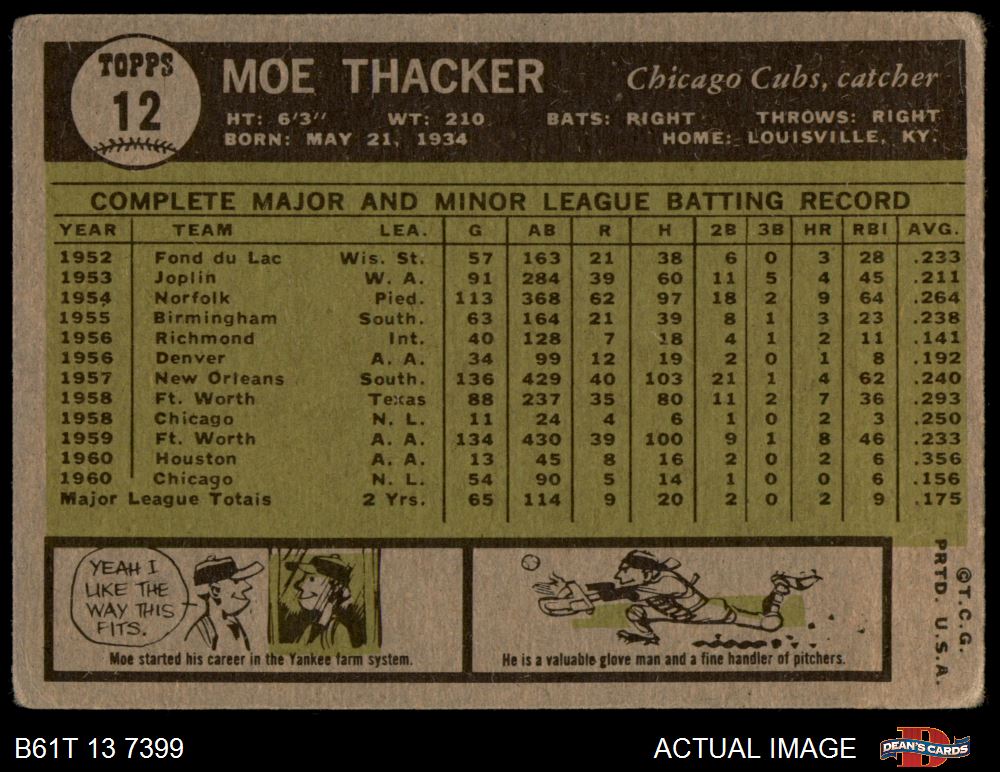 TOPPS
12
MOE THACKER
Chicago Cubs, catcher
HT: 6'3" WT: 210 BATS: RIGHT THROWS: RIGHT
BORN: MAY 21, 1934 HOME: LOUISVILLE, KY.
COMPLETE MAJOR AND MINOR LEAGUE BATTING RECORD
YEAR TEAM LEA. G AB R H 2B 3B HR RBI AVG.
1952 Fond du Lac Wis. St. 57 163 21 38 6 0 3 28 .233
1953 Joplin W. A. 91 284 39 60 11 5 4 45 .211
1954 Norfolk Pied. 113 368 62 97 18 2 9 64 .264
1955 Birmingham South. 63 164 21 39 8 1 3 23 .238
1956 Richmond Int. 40 128 7 18 4 1 2 11 .141
1956 Denver A. A. 34 99 12 19 2 0 1 8 .192
1957 New Orleans South. 136 429 40 103 21 1 4 62 .240
1958 Ft. Worth Texas 88 237 35 80 11 2 7 36 .293
1958 Chicago N. L. 11 24 4 6 1 0 2 3 .250
1959 Ft. Worth A. A. 134 430 39 100 9 1 8 46 .233
1960 Houston A. A. 13 45 8 16 2 0 2 6 .356
1960 Chicago N. L. 54 90 5 14 1 0 0 6 .156
Major League Totals 2 Yrs. 65 114 9 20 2 0 2 9 .175
YEAH I
LIKE THE
WAY THIS
FITS.
Moe started his career in the Yankee farm system.
He is a valuable glove man and a fine handler of pitchers.
©T.C.G.
PRTD. U.S.A.
B61T 13 7399
ACTUAL IMAGE
D
DEAN'S CARDS